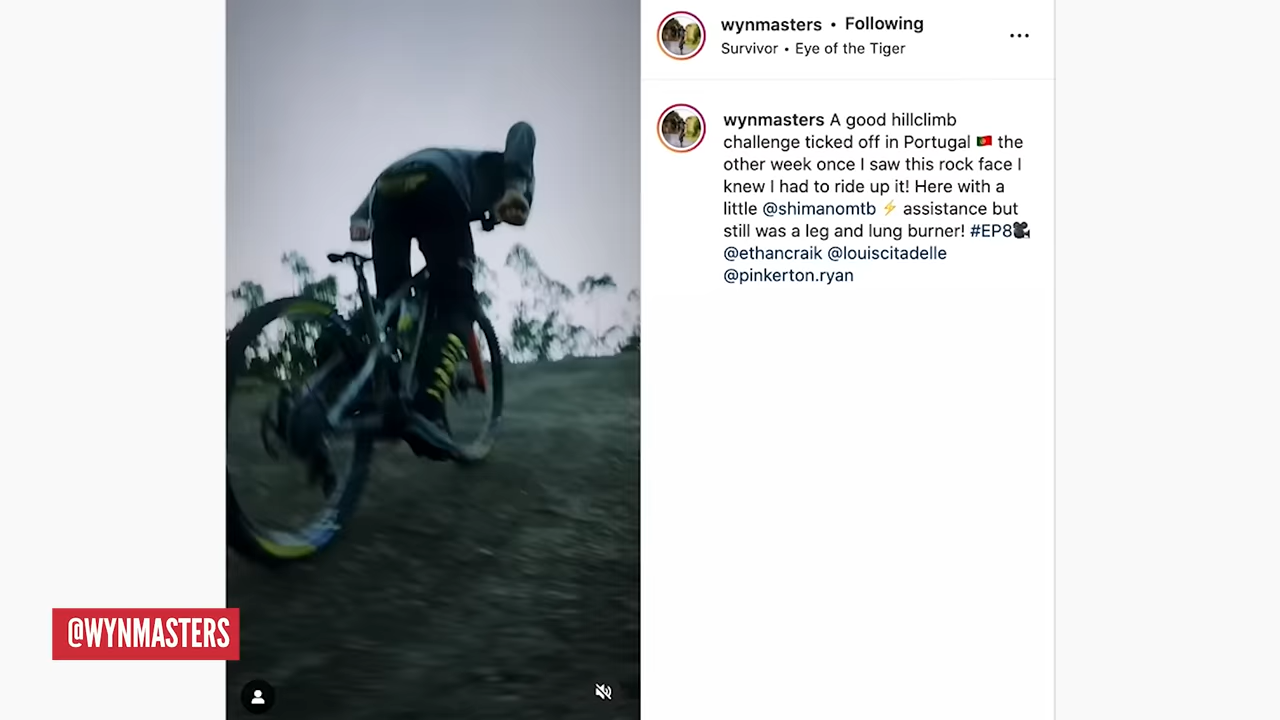 wynmasters • Following
Survivor • Eye of the Tiger
wynmasters A good hillclimb
challenge ticked off in Portugal 🇵🇹 the
other week once I saw this rock face I
knew I had to ride up it! Here with a
little @shimanomtb ⚡ assistance but
still was a leg and lung burner! #EP8🎥
@ethancraik @louiscitadelle
@pinkerton.ryan
@WYNMASTERS